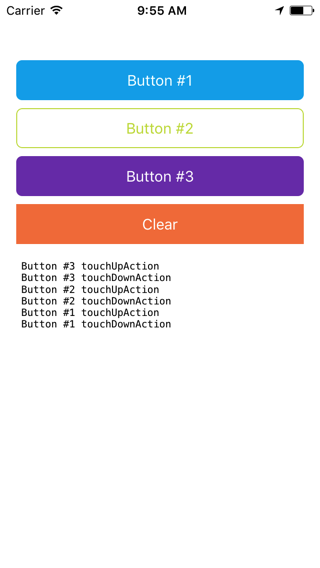 Carrier 9:55 AM
Button #1
Button #2
Button #3
Clear
Button #3 touchUpAction
Button #3 touchDownAction
Button #2 touchUpAction
Button #2 touchDownAction
Button #1 touchUpAction
Button #1 touchDownAction